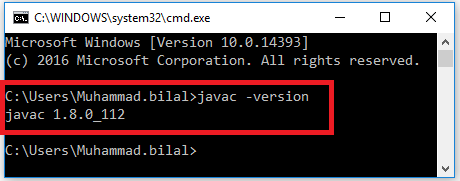 C:\WINDOWS\system32\cmd.exe
Microsoft Windows [Version 10.0.14393]
(c) 2016 Microsoft Corporation. All rights reserved.
C:\Users\Muhammad.bilal>javac -version
javac 1.8.0_112
C:\Users\Muhammad.bilal>